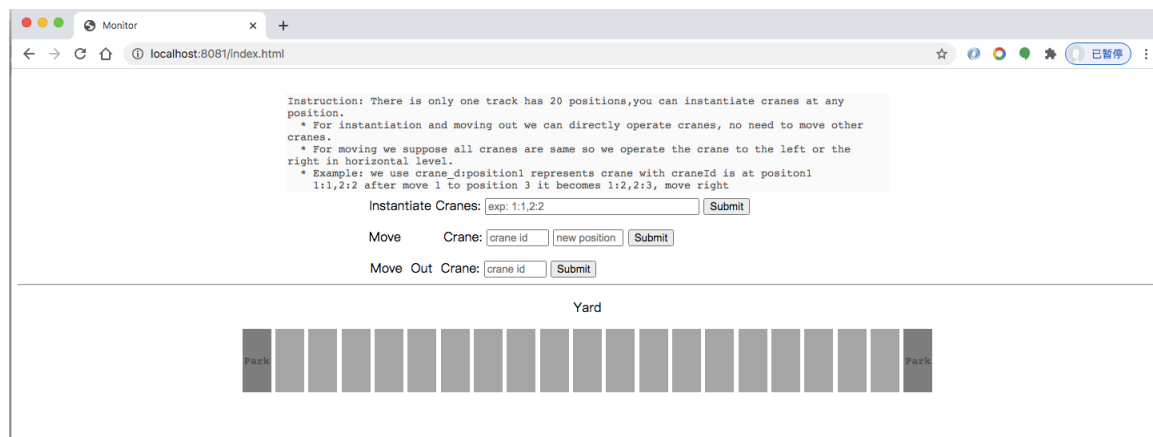 Monitor
localhost:8081/index.html
已暂停
Instruction: There is only one track has 20 positions,you can instantiate cranes at any
position.
* For instantiation and moving out we can directly operate cranes, no need to move other
cranes.
* For moving we suppose all cranes are same so we operate the crane to the left or the
right in horizontal level.
* Example: we use crane_d:position1 represents crane with craneId is at positon1
1:1,2:2 after move 1 to position 3 it becomes 1:2,2:3, move right
Instantiate Cranes: exp: 1:1,2:2 Submit
Move Crane: crane id new position Submit
Move Out Crane: crane id Submit
Yard
Park Park